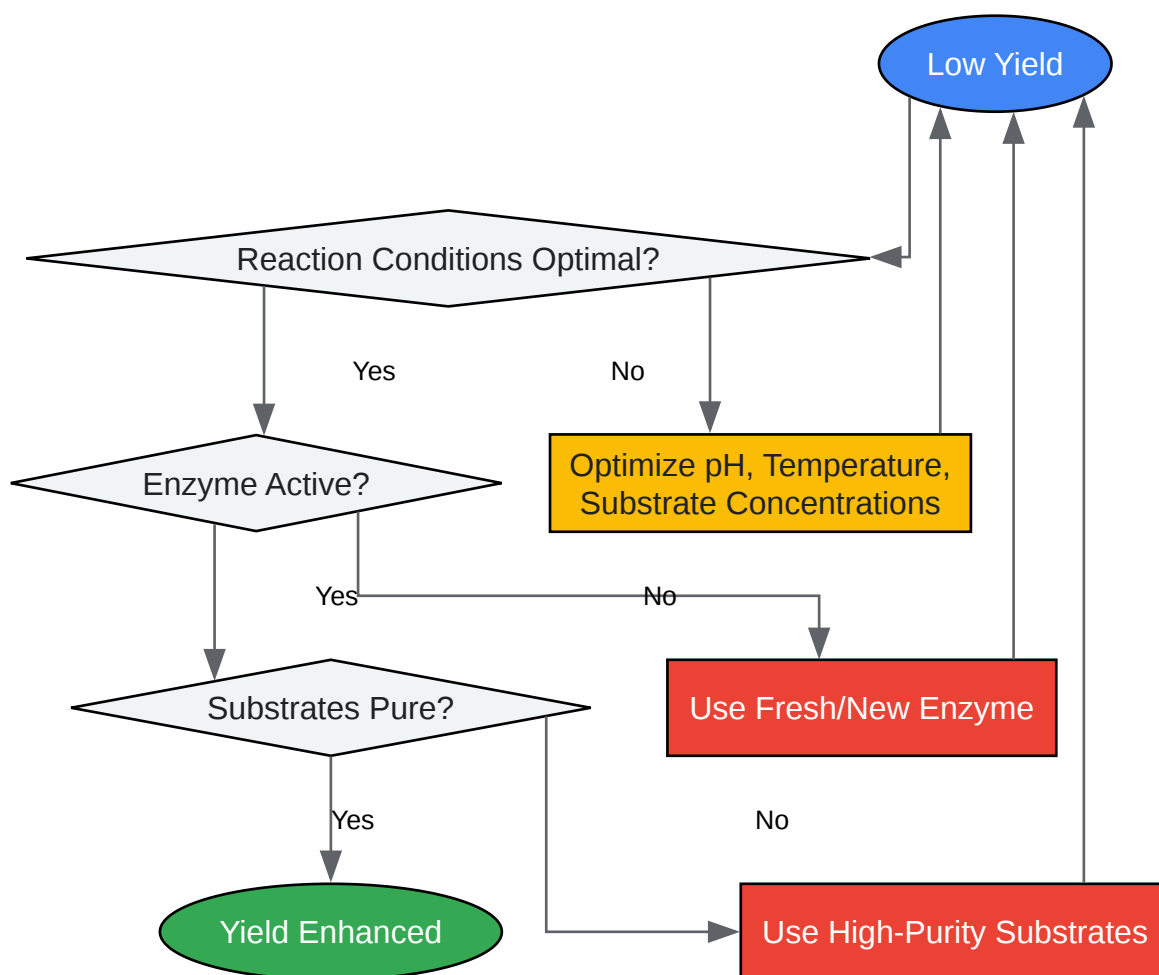 Low Yield
Reaction Conditions Optimal?
Yes
No
Enzyme Active?
Optimize pH, Temperature,
Substrate Concentrations
Yes
No
Substrates Pure?
Use Fresh/New Enzyme
Yes
No
Yield Enhanced
Use High-Purity Substrates